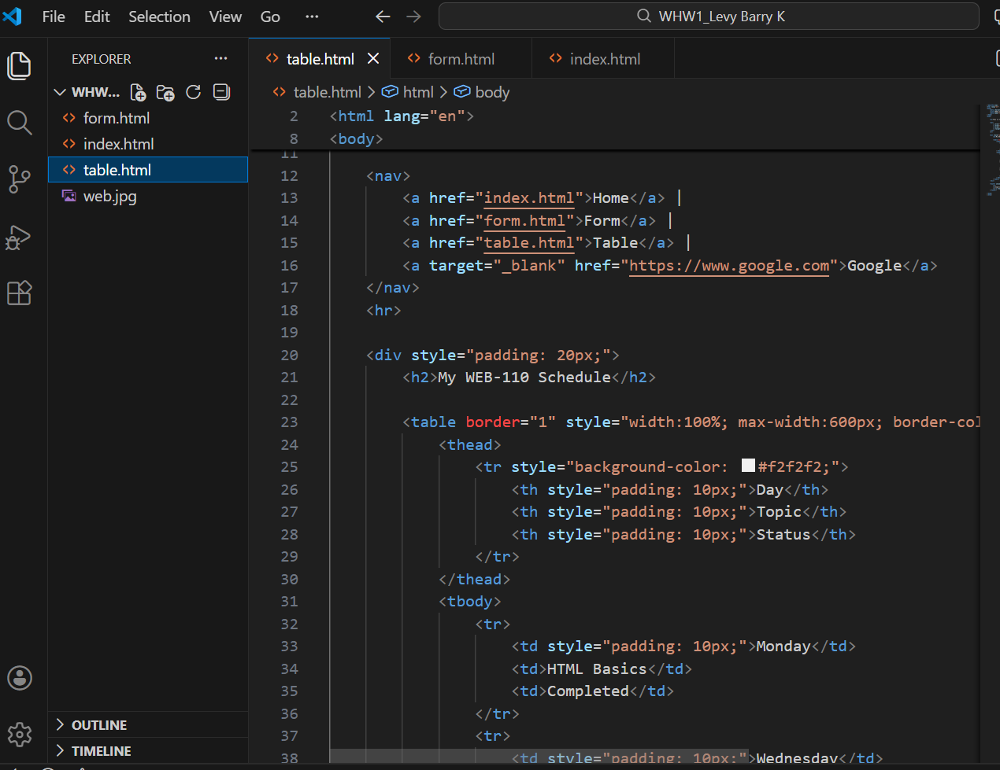 File Edit Selection View Go ··· WHW1_Levy Barry K
EXPLORER ···
WHW...
form.html
index.html
table.html
web.jpg
OUTLINE
TIMELINE
table.html form.html index.html
table.html > html > body
2 <html lang="en">
8 <body>
11
12 <nav>
13 <a href="index.html">Home</a> |
14 <a href="form.html">Form</a> |
15 <a href="table.html">Table</a> |
16 <a target="_blank" href="https://www.google.com">Google</a>
17 </nav>
18 <hr>
19
20 <div style="padding: 20px;">
21 <h2>My WEB-110 Schedule</h2>
22
23 <table border="1" style="width:100%; max-width:600px; border-col
24 <thead>
25 <tr style="background-color: #f2f2f2;">
26 <th style="padding: 10px;">Day</th>
27 <th style="padding: 10px;">Topic</th>
28 <th style="padding: 10px;">Status</th>
29 </tr>
30 </thead>
31 <tbody>
32 <tr>
33 <td style="padding: 10px;">Monday</td>
34 <td>HTML Basics</td>
35 <td>Completed</td>
36 </tr>
37 <tr>
38 <td style="padding: 10px;">Wednesday</td>